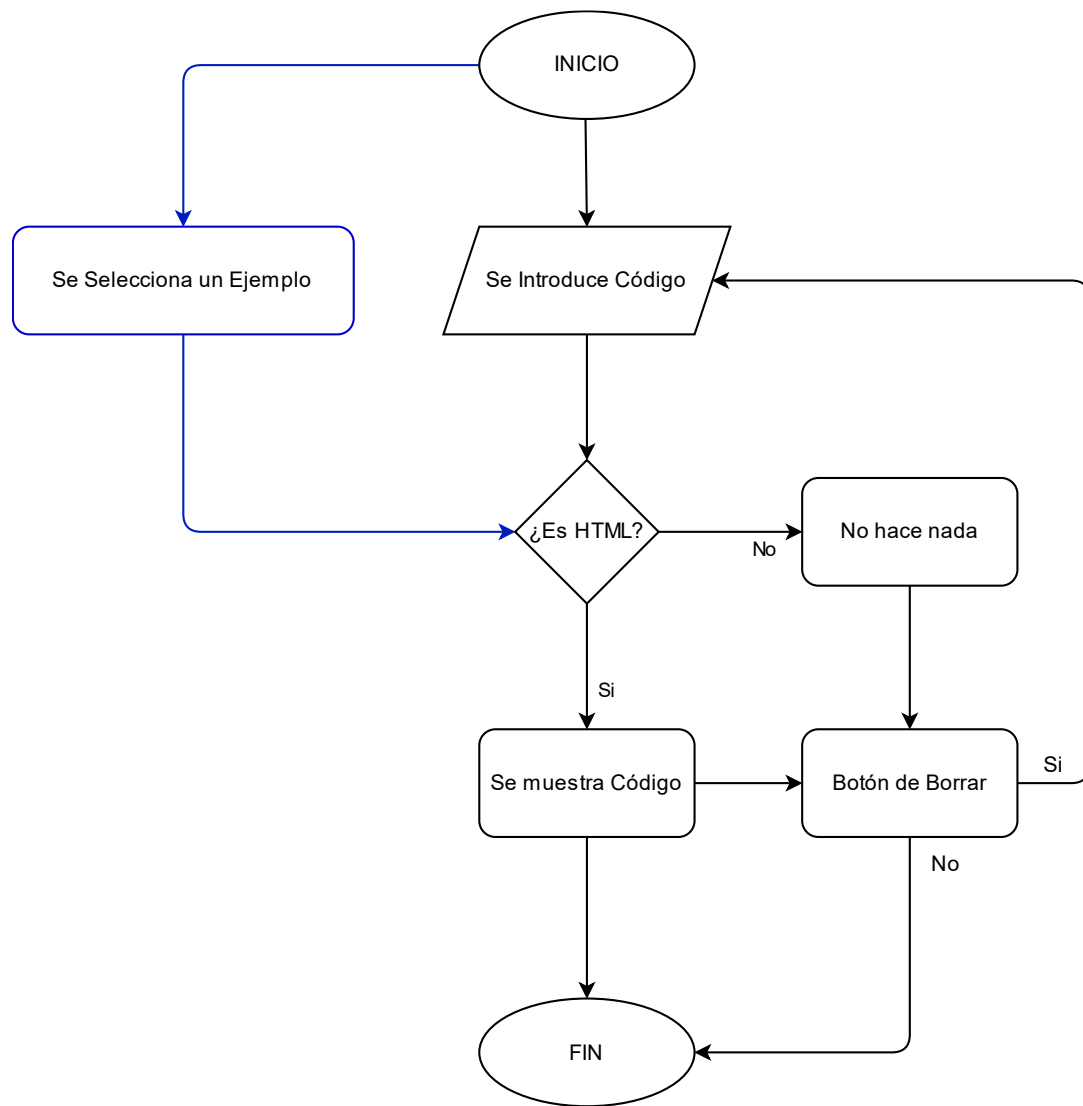 INICIO
Se Selecciona un Ejemplo
Se Introduce Código
¿Es HTML?
No
No hace nada
Si
Se muestra Código
Botón de Borrar
Si
No
FIN